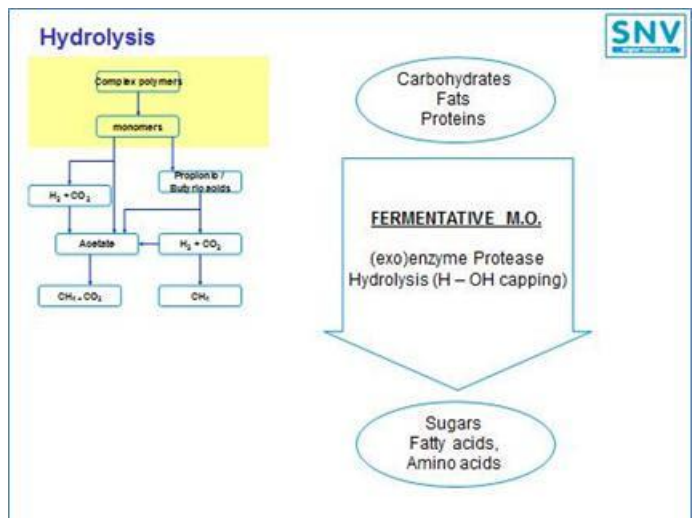 Hydrolysis
SNV
Complex polymers
monomers
Propionic /
Butyric acids
H2 + CO2
Acetate
H2 + CO2
CH4 + CO2
CH4
Carbohydrates
Fats
Proteins
FERMENTATIVE M.O.
(exo)enzyme Protease
Hydrolysis (H – OH capping)
Sugars
Fatty acids,
Amino acids